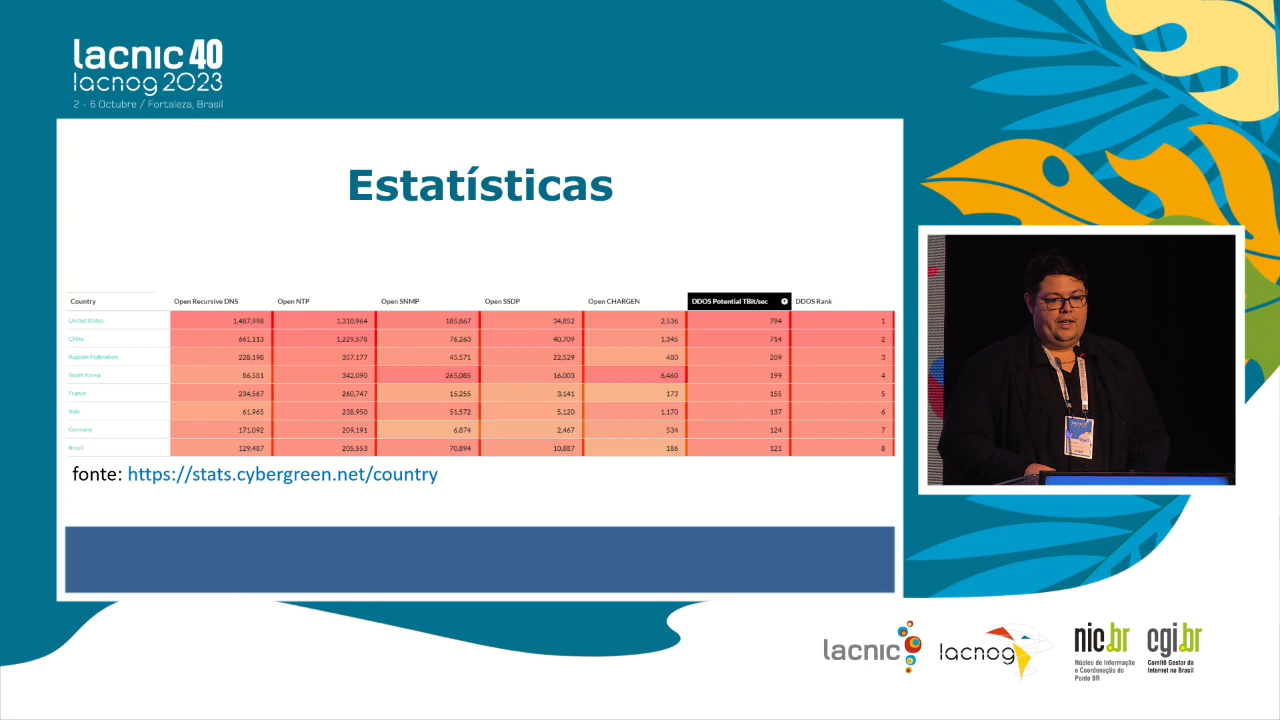 lacnic 40
lacnog 2023
2 - 6 Octubre / Fortaleza, Brasil
Estatísticas
Country Open Recursive DNS Open NTP Open SNMP Open SSDP Open CHARGEN DDOS Potential TBit/sec DDOS Rank
United States 1,487,998 1,310,964 185,867 34,852 2,536 794 1
China 661,113 1,229,578 76,263 40,709 1,345 714 2
Russian Federation 228,198 357,177 45,571 22,529 480 209 3
South Korea 86,581 342,090 265,085 16,003 6,460 199 4
France 234,567 260,747 15,255 3,141 173 155 5
Italy 61,965 238,950 51,572 5,120 1,170 137 6
Germany 171,092 209,191 6,874 2,467 534 124 7
Brazil 129,487 205,553 70,894 10,887 186 121 8
fonte: https://stats.cybergreen.net/country
lacnic
lacnog
nic.br
Núcleo de Informação
e Coordenação do
Ponto BR
cgi.br
Comitê Gestor da
Internet no Brasil